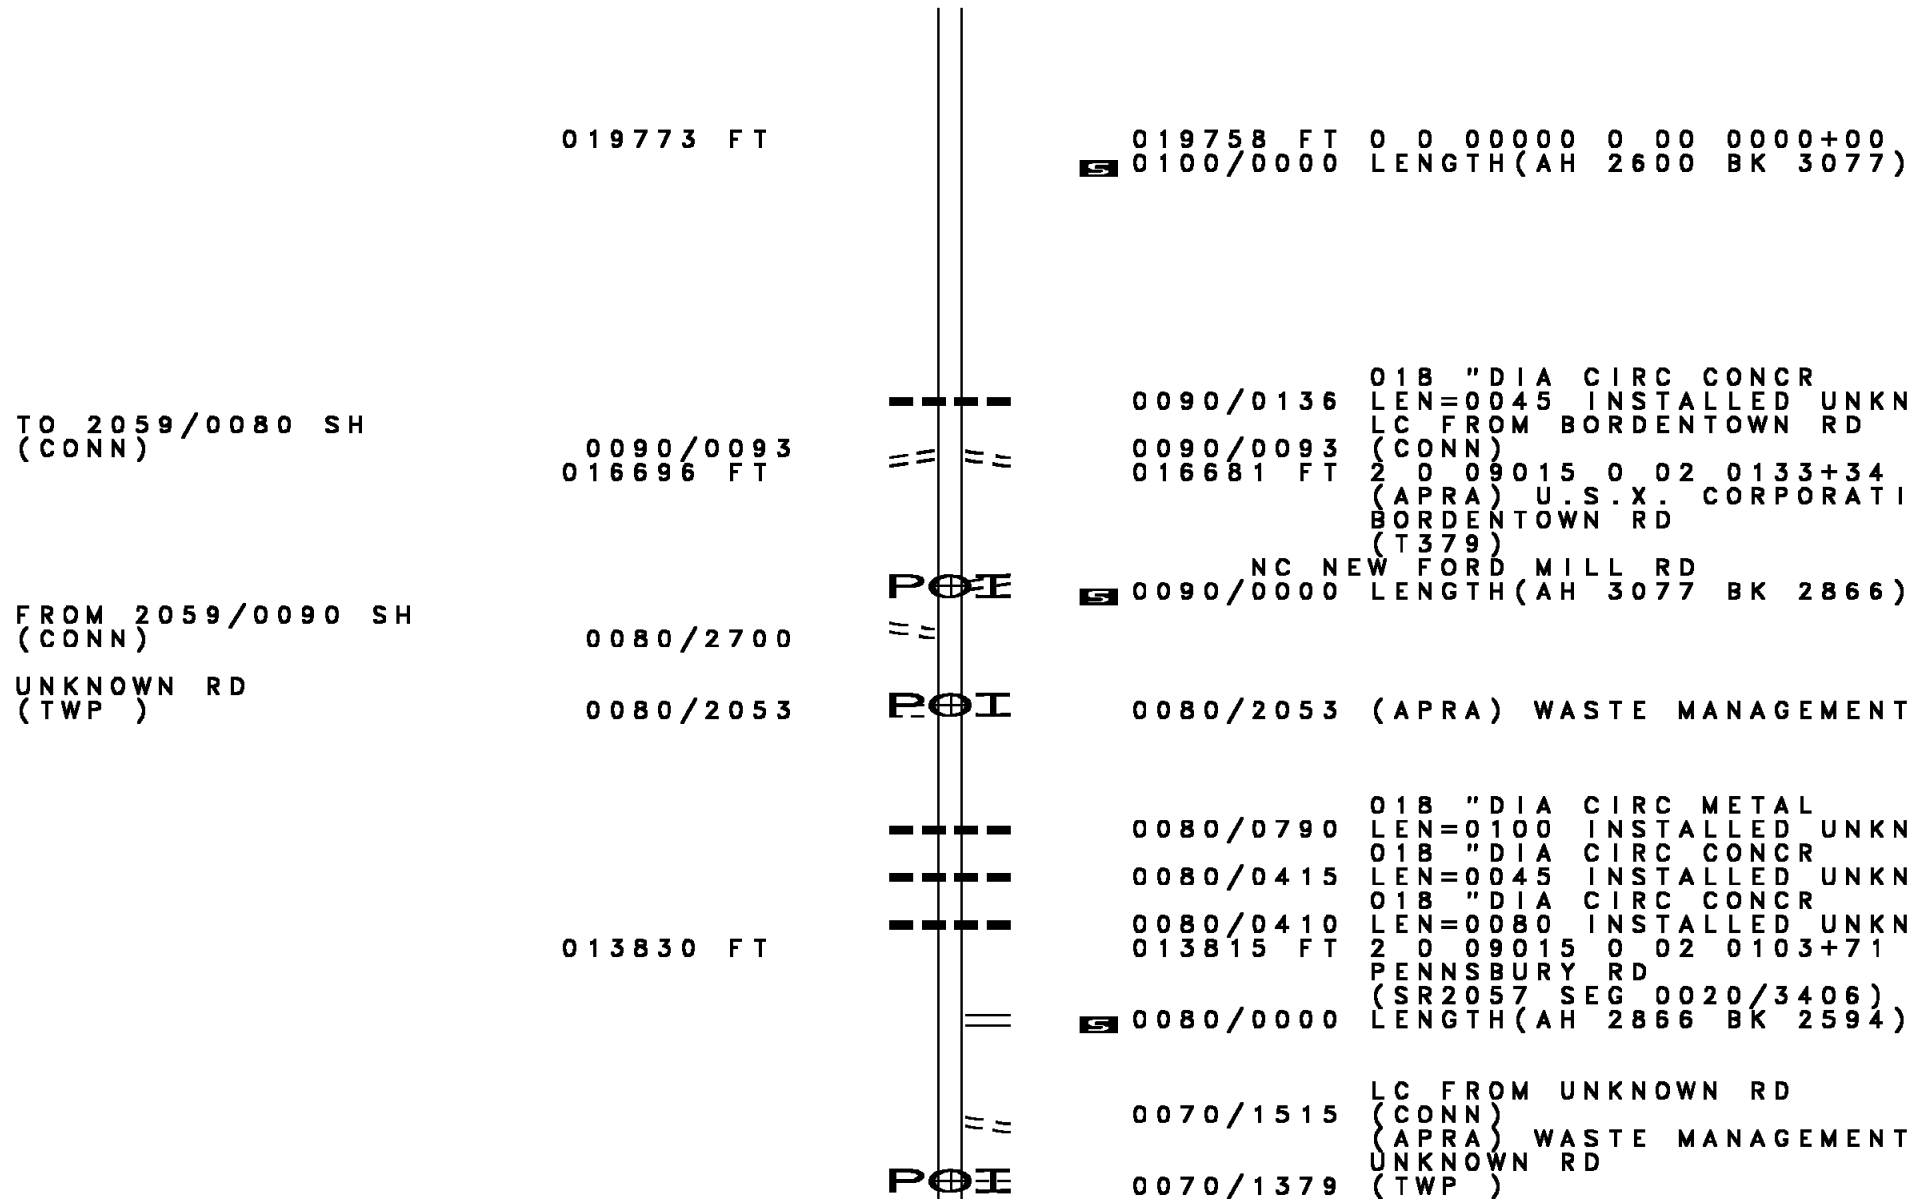 019773 FT 019758 FT 0 0 00000 0 00 0000+00
S 0100/0000 LENGTH(AH 2600 BK 3077)
018 "DIA CIRC CONCR
0090/0136 LEN=0045 INSTALLED UNKN
TO 2059/0080 SH LC FROM BORDENTOWN RD
(CONN) 0090/0093 0090/0093 (CONN)
016696 FT 016681 FT 2 0 09015 0 02 0133+34
(APRA) U.S.X. CORPORATI
BORDENTOWN RD
(T379)
NC NEW FORD MILL RD
POI S 0090/0000 LENGTH(AH 3077 BK 2866)
FROM 2059/0090 SH
(CONN) 0080/2700
UNKNOWN RD
(TWP ) 0080/2053 POI 0080/2053 (APRA) WASTE MANAGEMENT
018 "DIA CIRC METAL
0080/0790 LEN=0100 INSTALLED UNKN
018 "DIA CIRC CONCR
0080/0415 LEN=0045 INSTALLED UNKN
018 "DIA CIRC CONCR
0080/0410 LEN=0080 INSTALLED UNKN
013830 FT 013815 FT 2 0 09015 0 02 0103+71
PENNSBURY RD
(SR2057 SEG 0020/3406)
S 0080/0000 LENGTH(AH 2866 BK 2594)
LC FROM UNKNOWN RD
0070/1515 (CONN)
(APRA) WASTE MANAGEMENT
UNKNOWN RD
POI 0070/1379 (TWP )